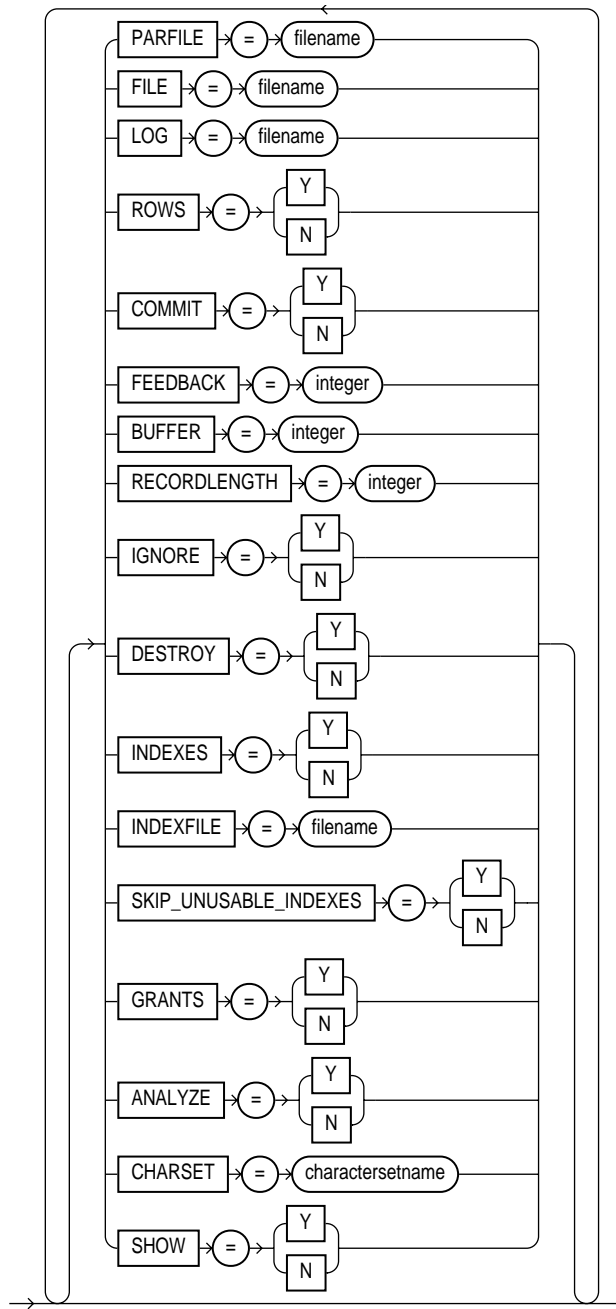 PARFILE = filename
FILE = filename
LOG = filename
ROWS = Y
N
COMMIT = Y
N
FEEDBACK = integer
BUFFER = integer
RECORDLENGTH = integer
IGNORE = Y
N
DESTROY = Y
N
INDEXES = Y
N
INDEXFILE = filename
SKIP_UNUSABLE_INDEXES = Y
N
GRANTS = Y
N
ANALYZE = Y
N
CHARSET = charactersetname
SHOW = Y
N